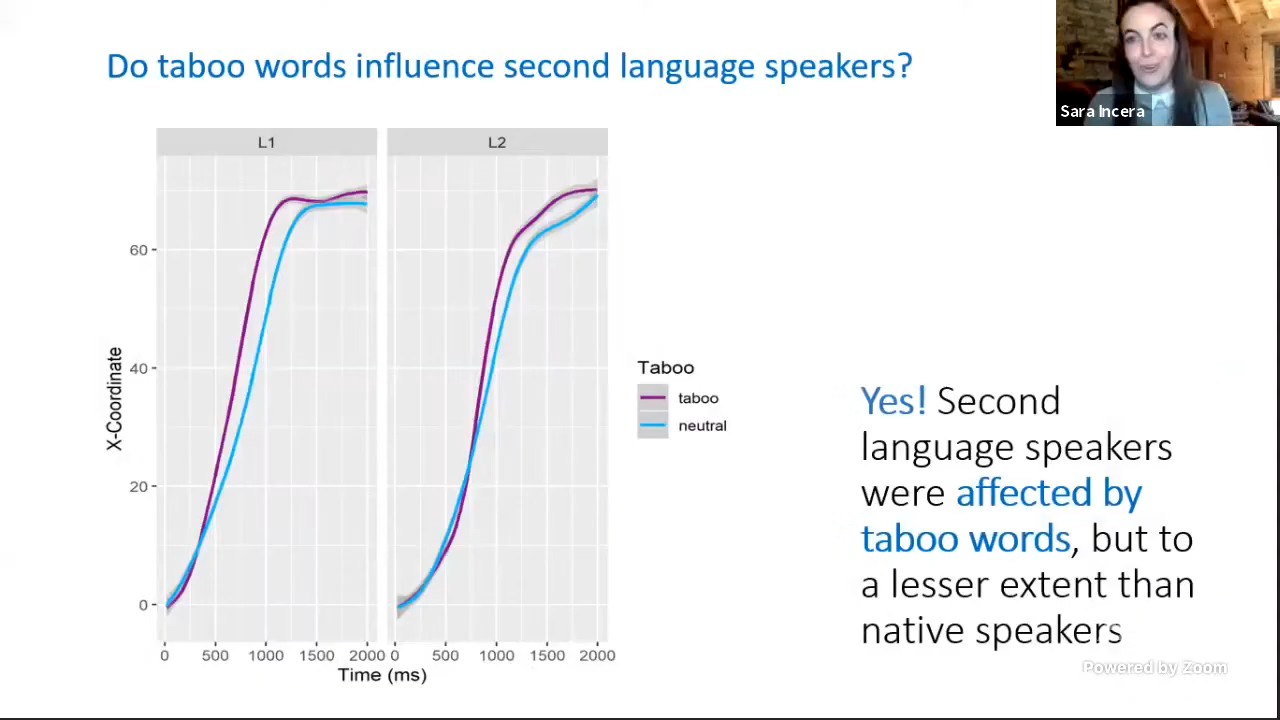 Do taboo words influence second language speakers?
Sara Incera
L1
L2
60
40
20
0
X-Coordinate
0 500 1000 1500 2000 0 500 1000 1500 2000
Time (ms)
Taboo
taboo
neutral
Yes! Second
language speakers
were affected by
taboo words, but to
a lesser extent than
native speakers
Powered by Zoom